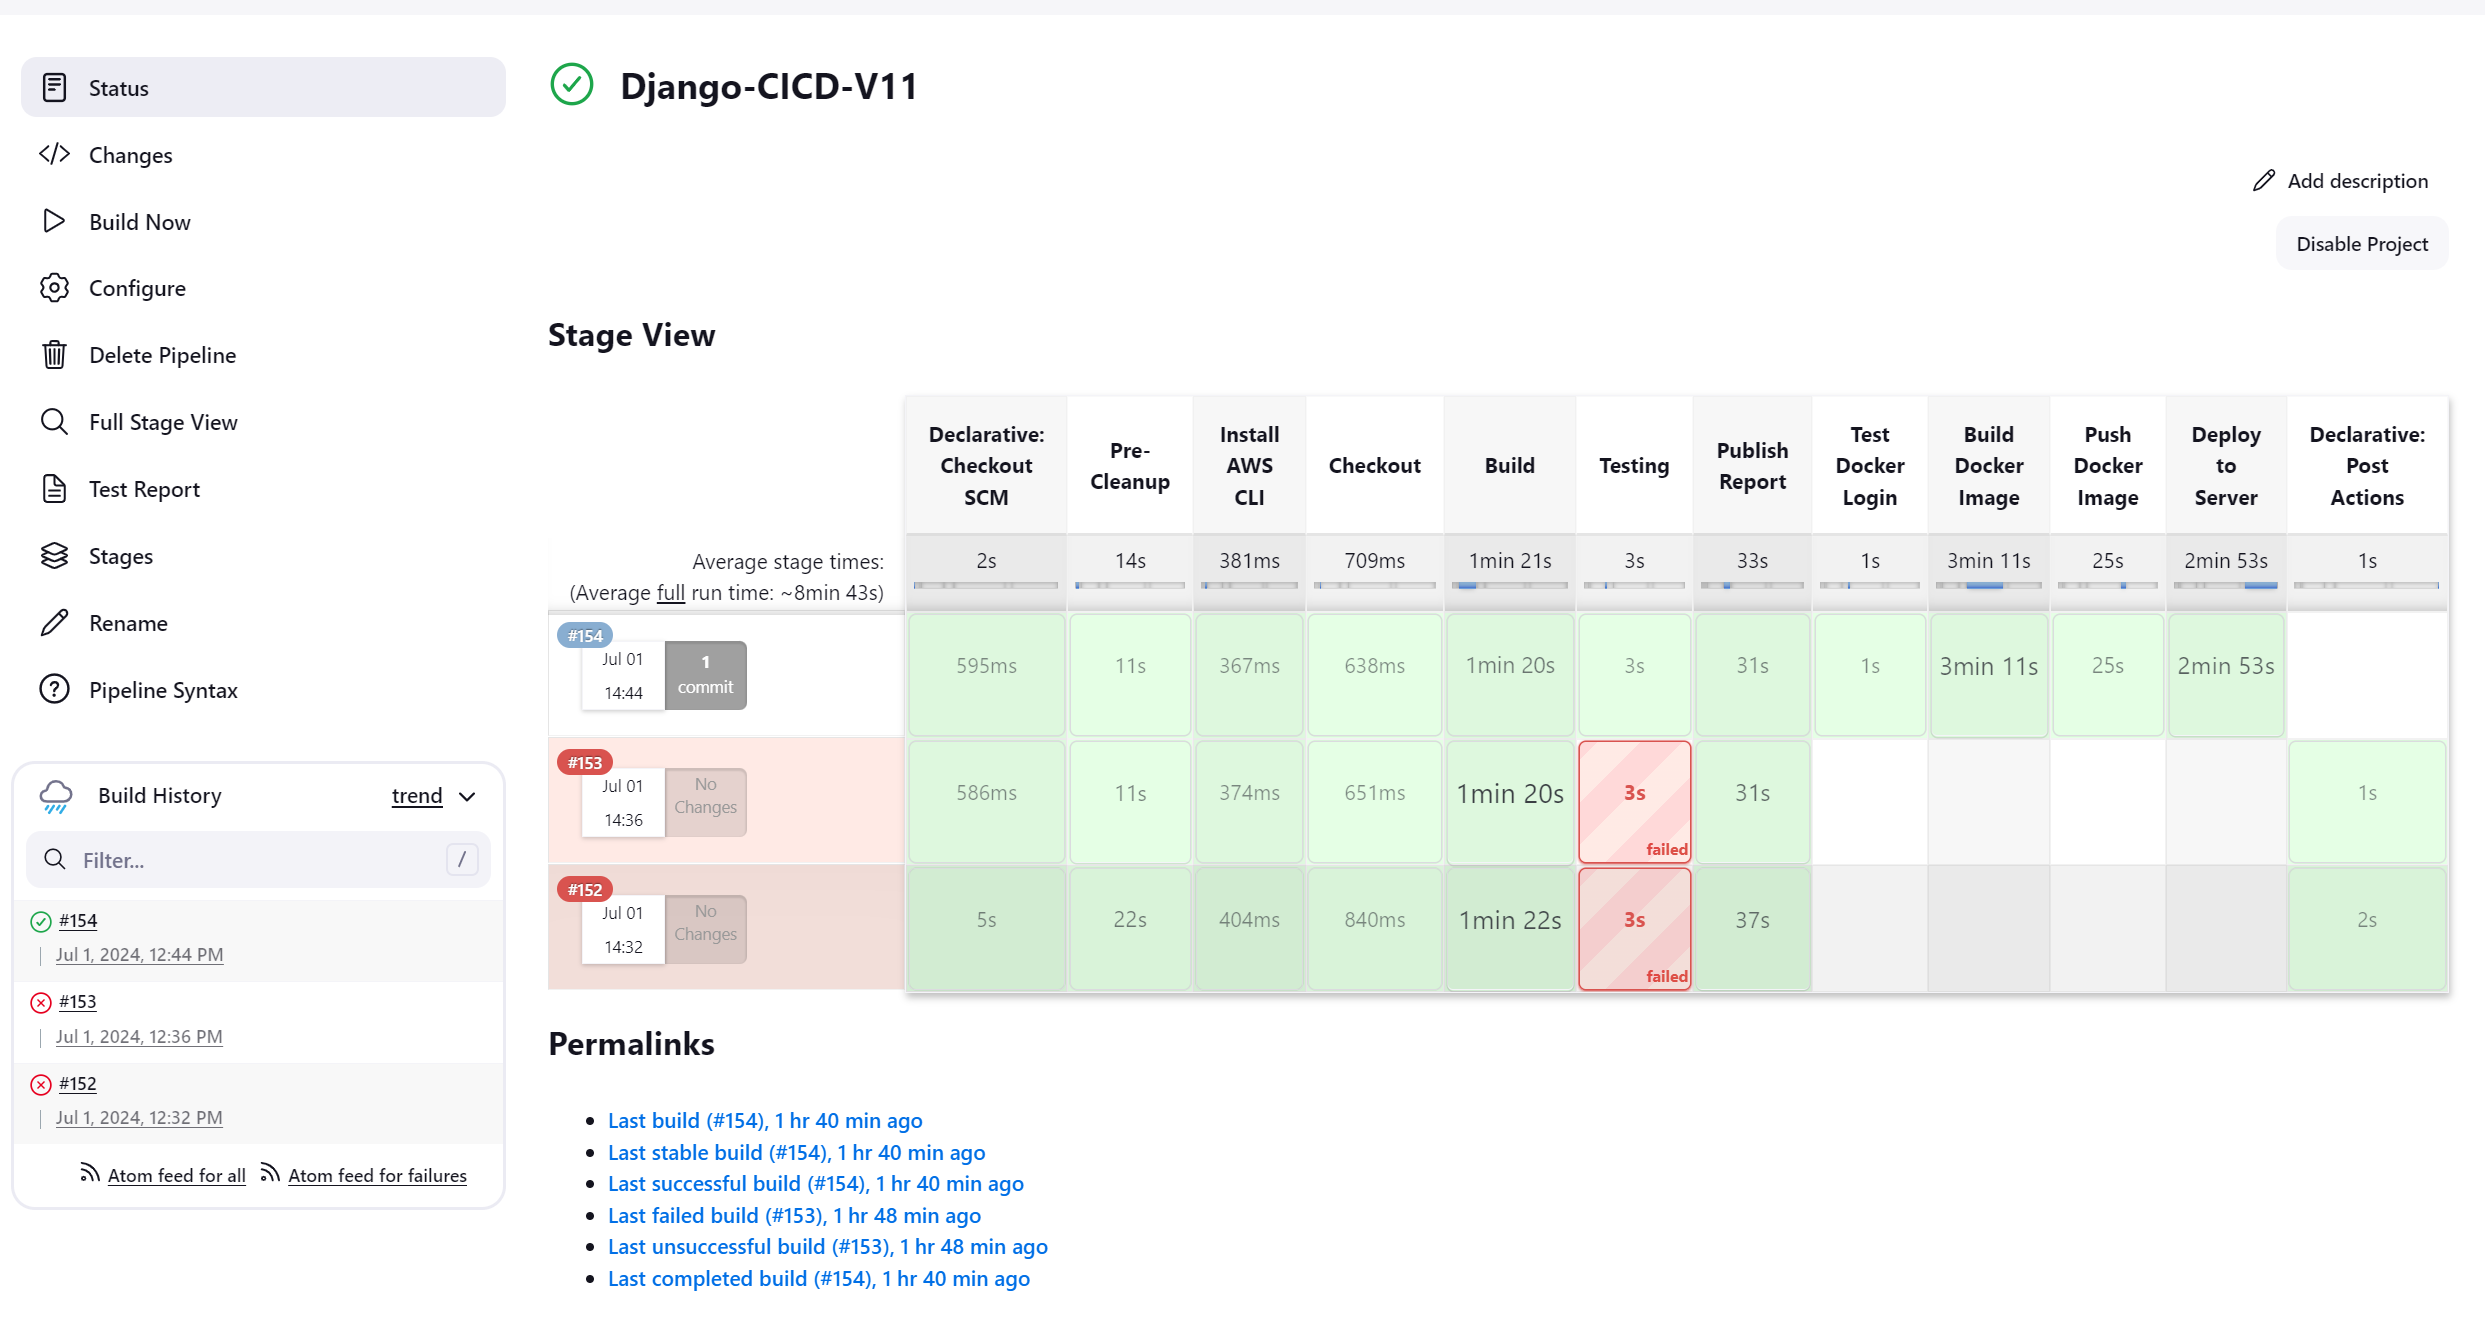 Status
Changes
Build Now
Configure
Delete Pipeline
Full Stage View
Test Report
Stages
Rename
Pipeline Syntax
Build History
trend
Filter...
/
#154
Jul 1, 2024, 12:44 PM
#153
Jul 1, 2024, 12:36 PM
#152
Jul 1, 2024, 12:32 PM
Atom feed for all
Atom feed for failures
Django-CICD-V11
Add description
Disable Project
Stage View
Declarative:
Checkout
SCM
Pre-
Cleanup
Install
AWS
CLI
Checkout
Build
Testing
Publish
Report
Test
Docker
Login
Build
Docker
Image
Push
Docker
Image
Deploy
to
Server
Declarative:
Post
Actions
Average stage times:
(Average full run time: ~8min 43s)
2s
14s
381ms
709ms
1min 21s
3s
33s
1s
3min 11s
25s
2min 53s
1s
#154
Jul 01
14:44
1
commit
595ms
11s
367ms
638ms
1min 20s
3s
31s
1s
3min 11s
25s
2min 53s
#153
Jul 01
14:36
No
Changes
586ms
11s
374ms
651ms
1min 20s
3s
failed
31s
1s
#152
Jul 01
14:32
No
Changes
5s
22s
404ms
840ms
1min 22s
3s
failed
37s
2s
Permalinks
Last build (#154), 1 hr 40 min ago
Last stable build (#154), 1 hr 40 min ago
Last successful build (#154), 1 hr 40 min ago
Last failed build (#153), 1 hr 48 min ago
Last unsuccessful build (#153), 1 hr 48 min ago
Last completed build (#154), 1 hr 40 min ago